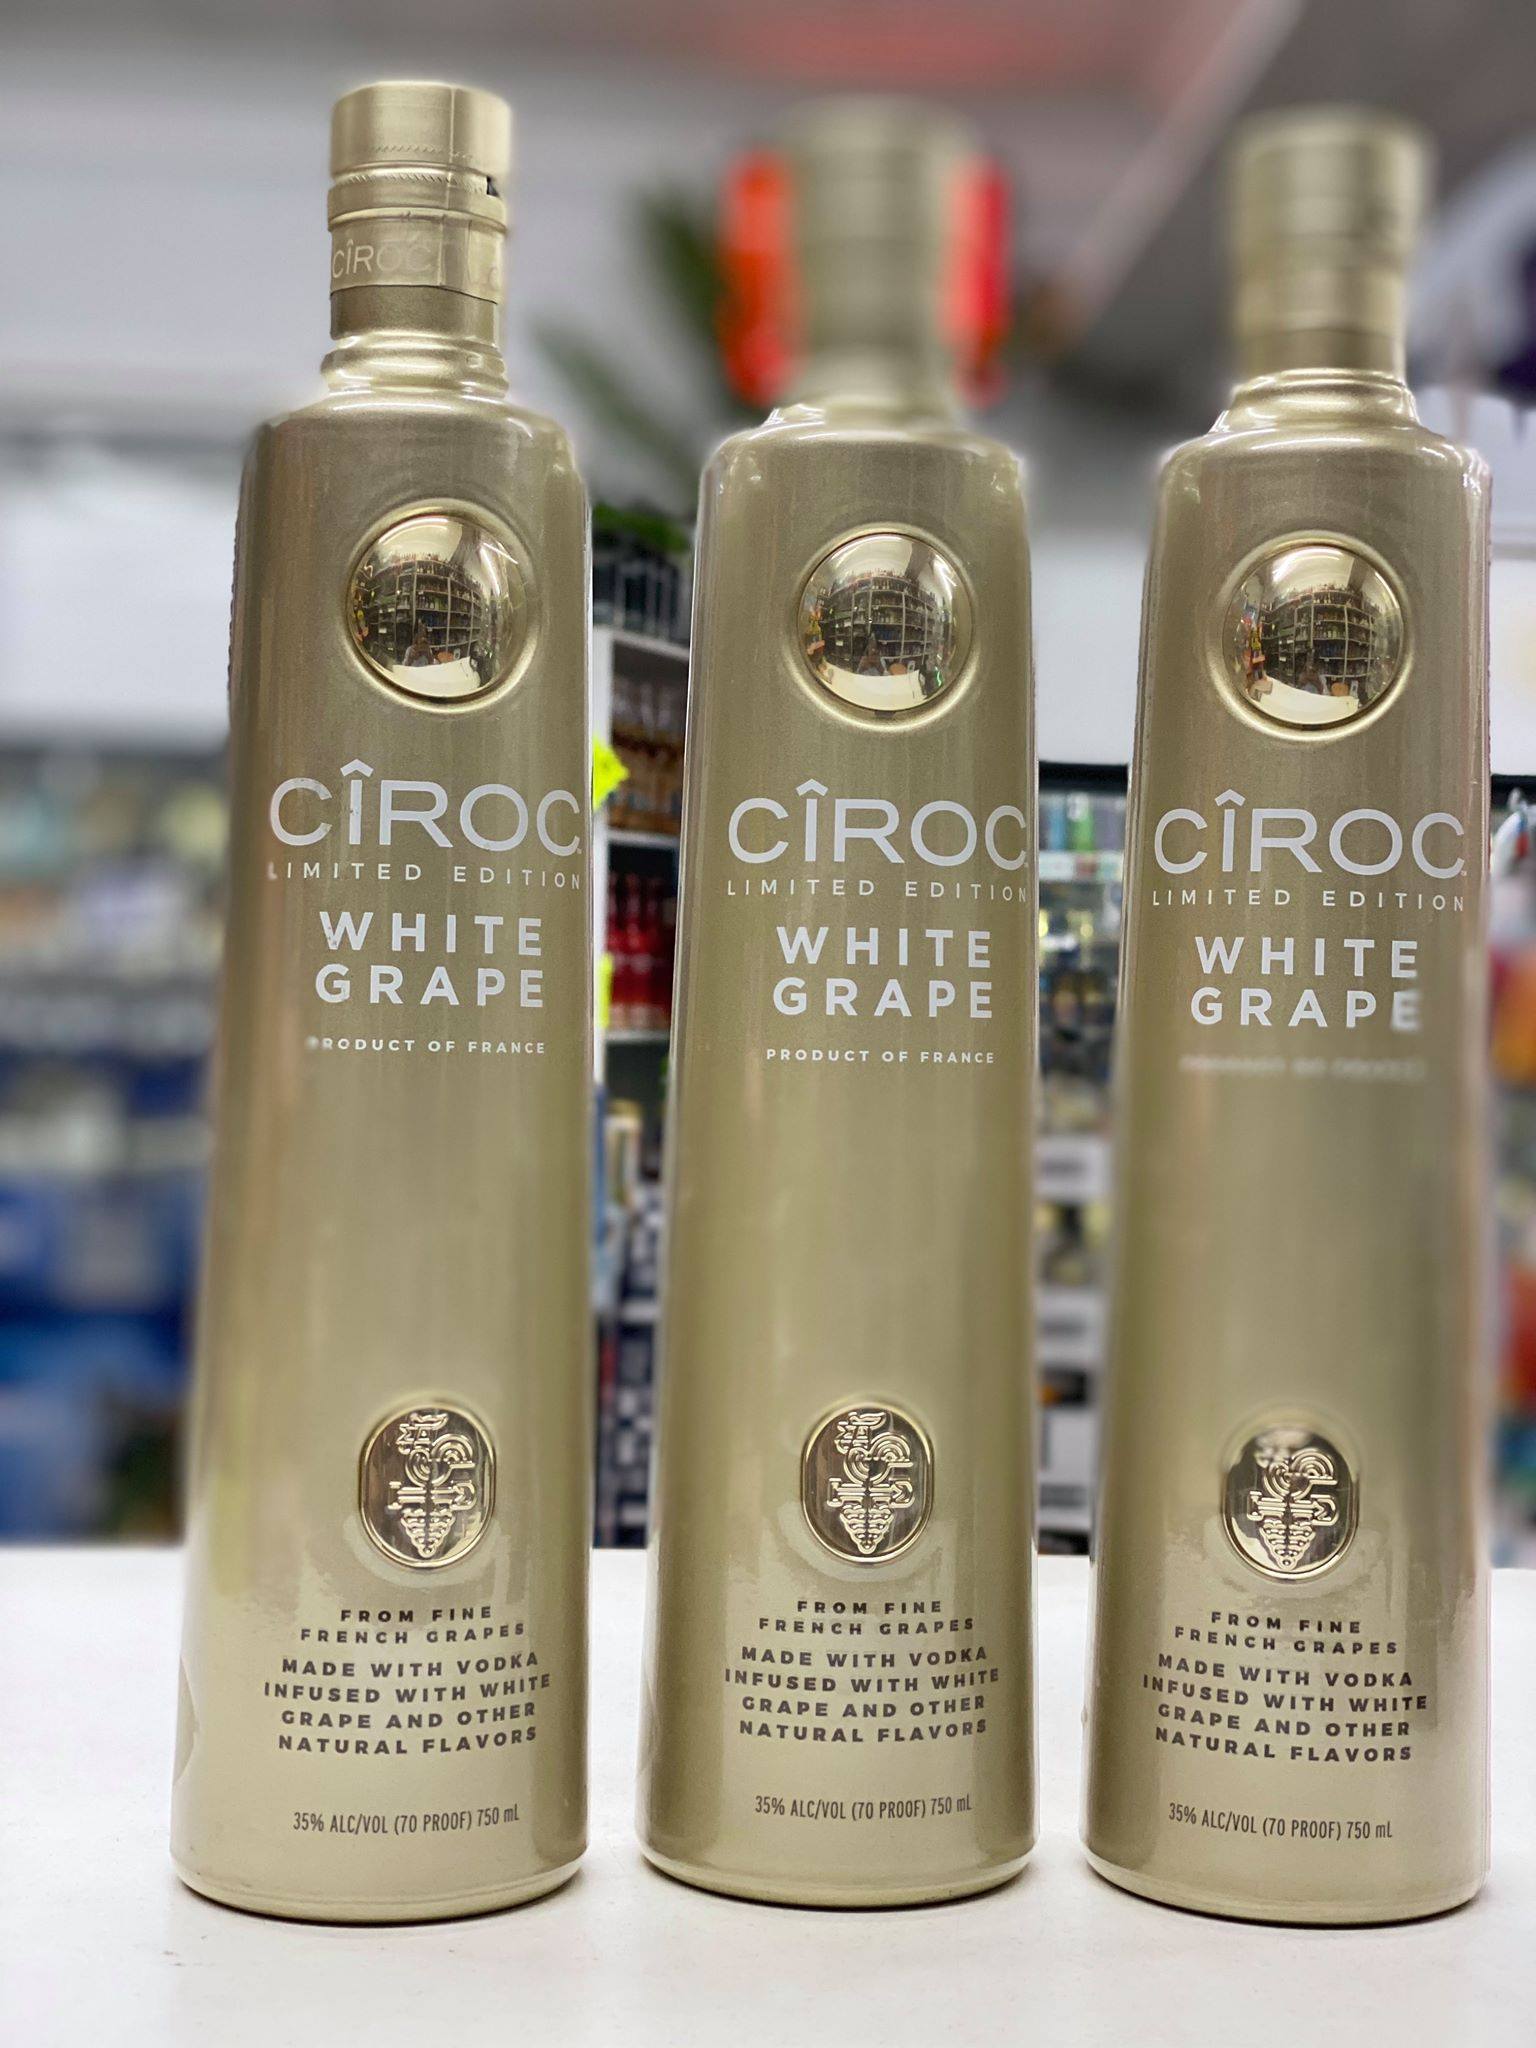 CÎROC
CÎROC
LIMITED EDITION
WHITE
GRAPE
PRODUCT OF FRANCE
FROM FINE
FRENCH GRAPES
MADE WITH VODKA
INFUSED WITH WHITE
GRAPE AND OTHER
NATURAL FLAVORS
35% ALC/VOL (70 PROOF) 750 mL
CÎROC
LIMITED EDITION
WHITE
GRAPE
PRODUCT OF FRANCE
FROM FINE
FRENCH GRAPES
MADE WITH VODKA
INFUSED WITH WHITE
GRAPE AND OTHER
NATURAL FLAVORS
35% ALC/VOL (70 PROOF) 750 mL
CÎROC
LIMITED EDITION
WHITE
GRAPE
FROM FINE
FRENCH GRAPES
MADE WITH VODKA
INFUSED WITH WHITE
GRAPE AND OTHER
NATURAL FLAVORS
35% ALC/VOL (70 PROOF) 750 mL